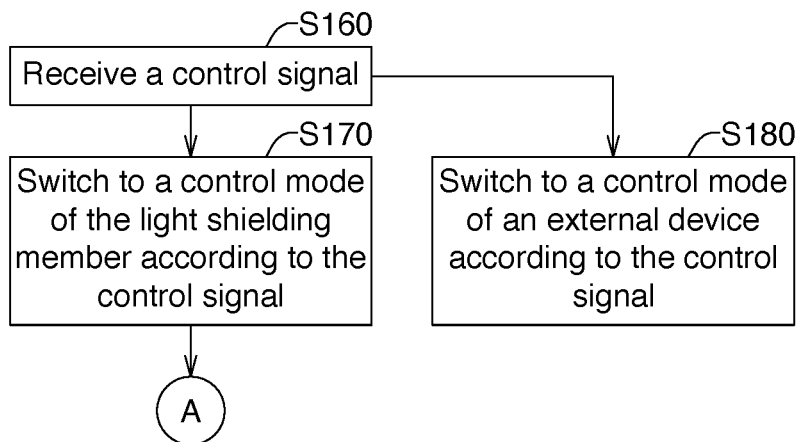 S160
Receive a control signal
S170
Switch to a control mode
of the light shielding
member according to the
control signal
S180
Switch to a control mode
of an external device
according to the control
signal
A